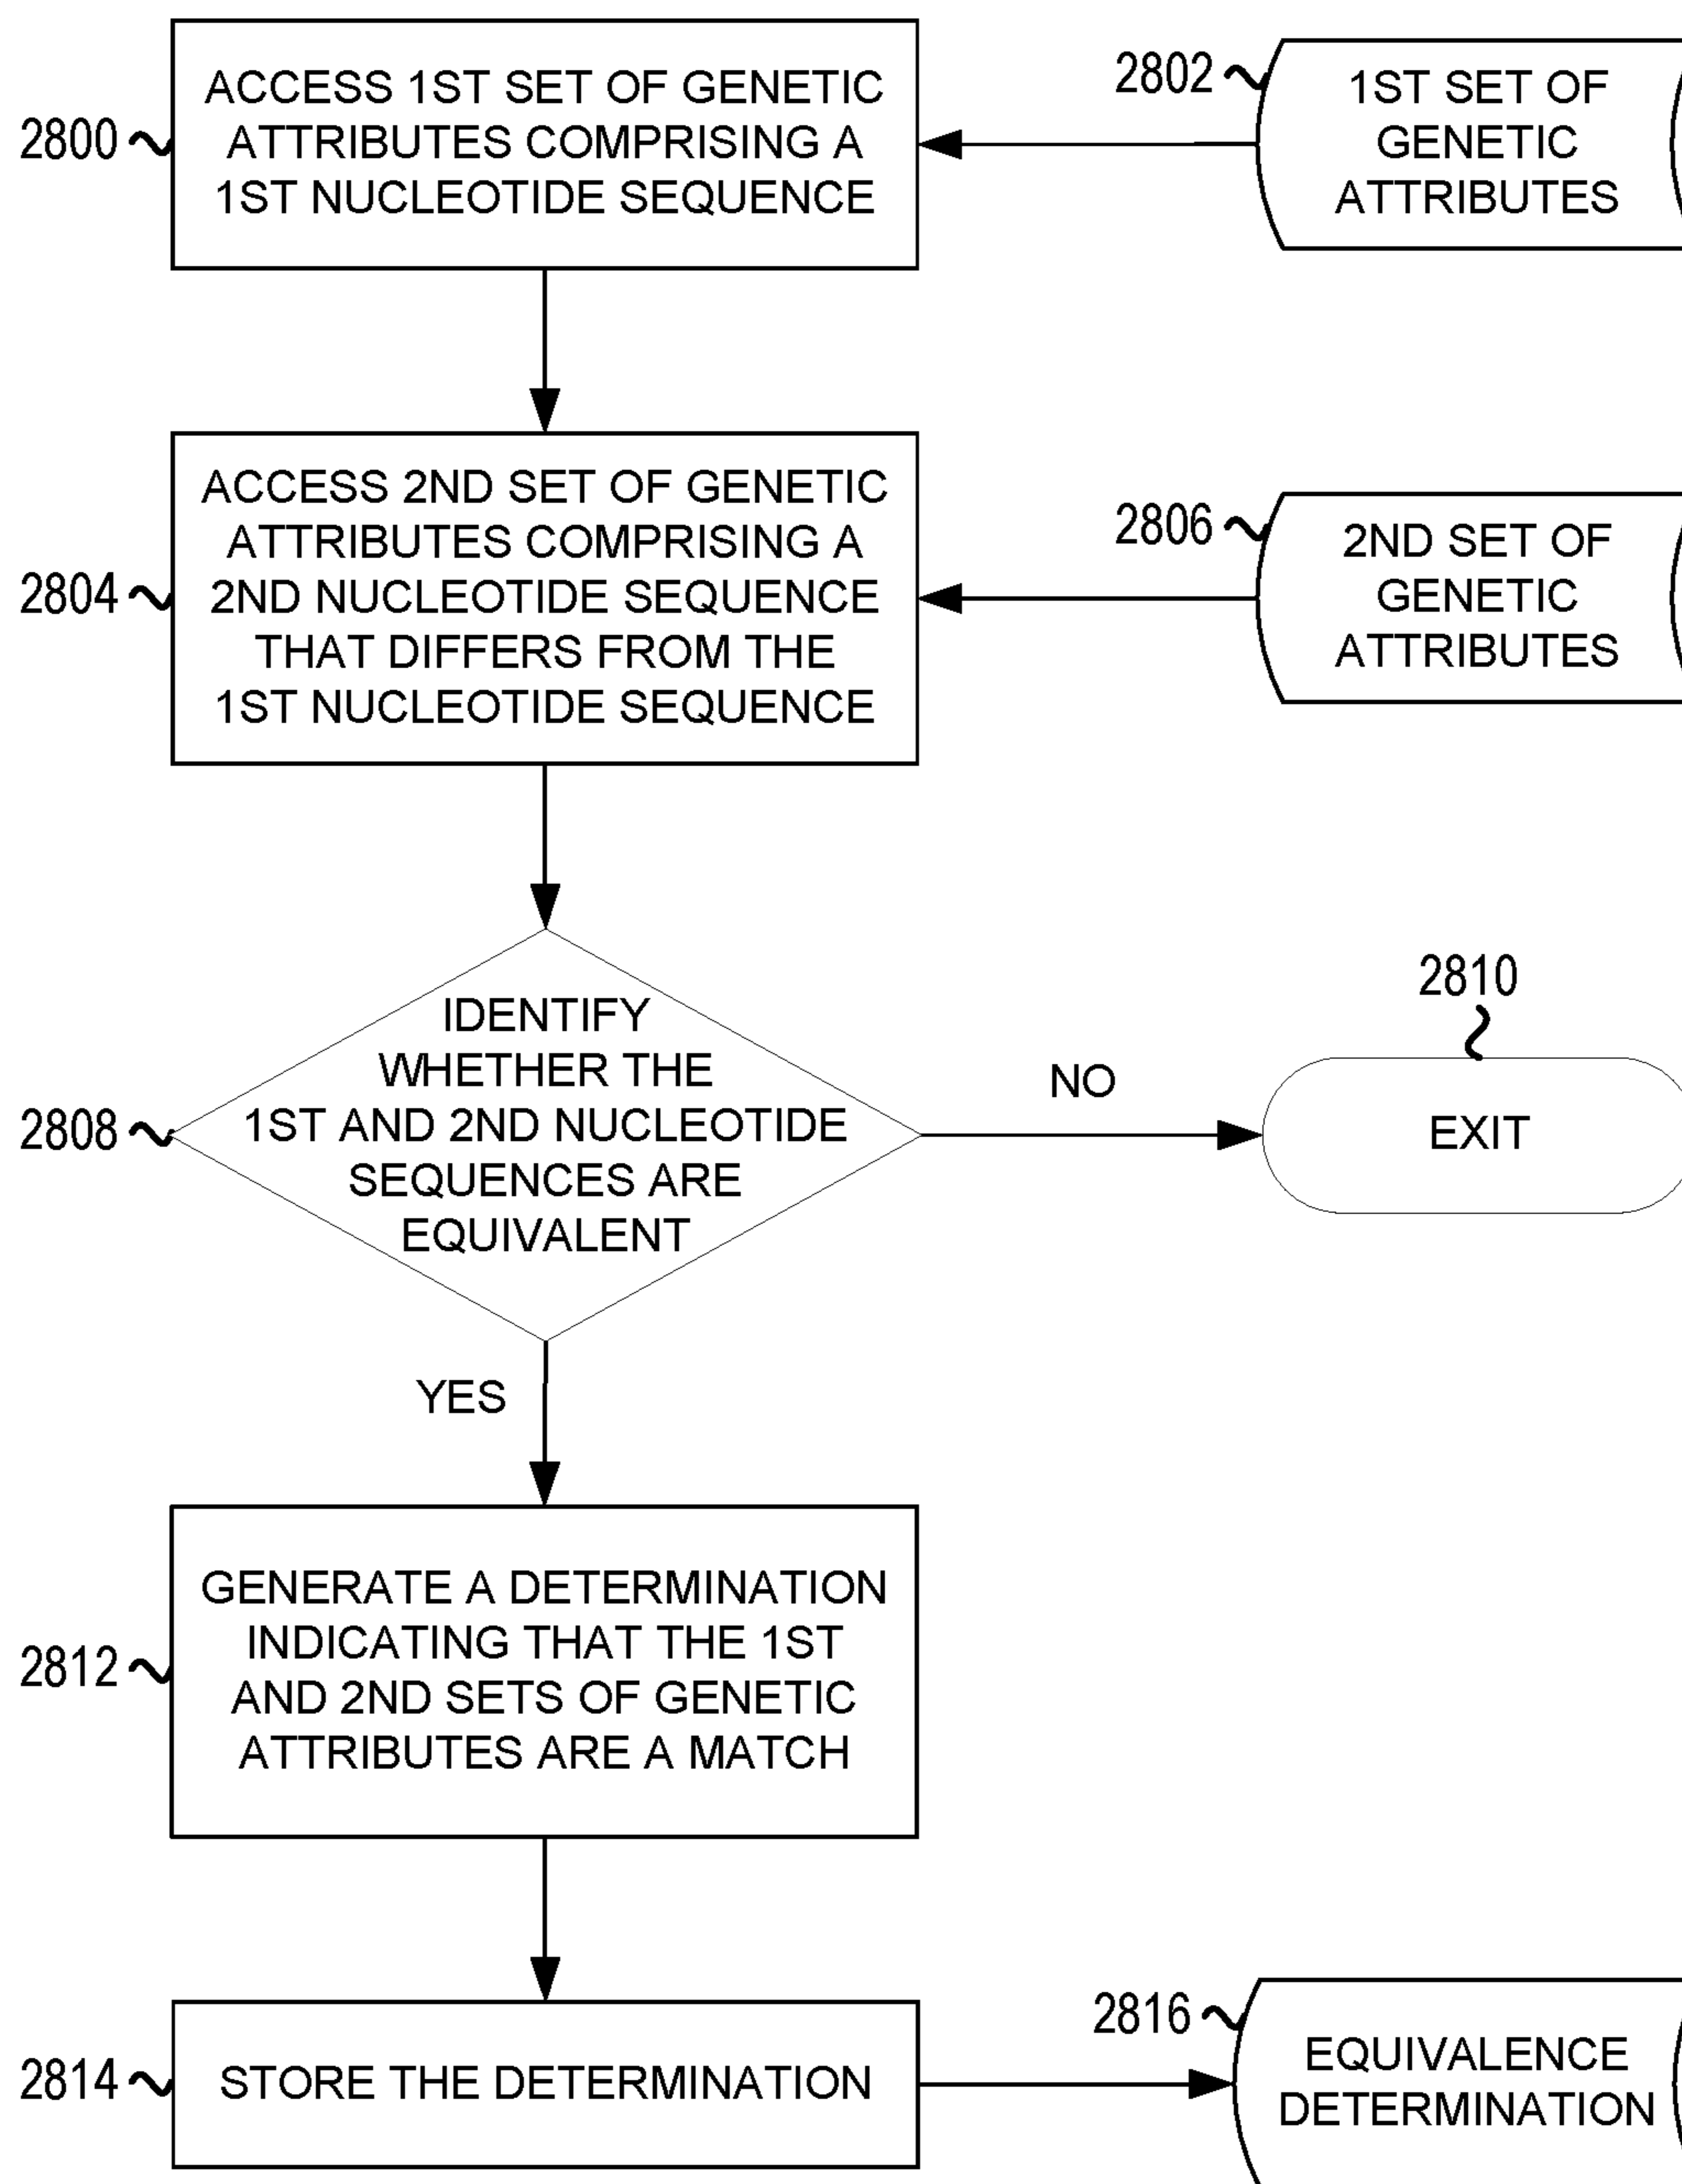 2800
ACCESS 1ST SET OF GENETIC
ATTRIBUTES COMPRISING A
1ST NUCLEOTIDE SEQUENCE
2802
1ST SET OF
GENETIC
ATTRIBUTES
2804
ACCESS 2ND SET OF GENETIC
ATTRIBUTES COMPRISING A
2ND NUCLEOTIDE SEQUENCE
THAT DIFFERS FROM THE
1ST NUCLEOTIDE SEQUENCE
2806
2ND SET OF
GENETIC
ATTRIBUTES
2808
IDENTIFY
WHETHER THE
1ST AND 2ND NUCLEOTIDE
SEQUENCES ARE
EQUIVALENT
NO
2810
EXIT
YES
2812
GENERATE A DETERMINATION
INDICATING THAT THE 1ST
AND 2ND SETS OF GENETIC
ATTRIBUTES ARE A MATCH
2814
STORE THE DETERMINATION
2816
EQUIVALENCE
DETERMINATION